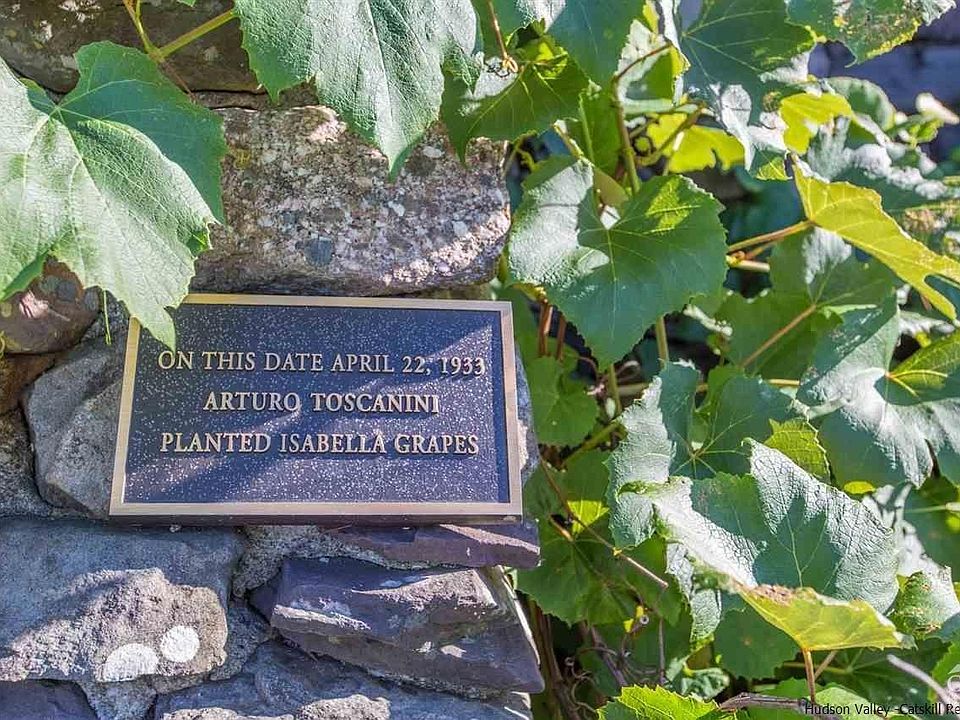 ON THIS DATE APRIL 22, 1933
ARTURO TOSCANINI
PLANTED ISABELLA GRAPES
Hudson Valley Catskill Re